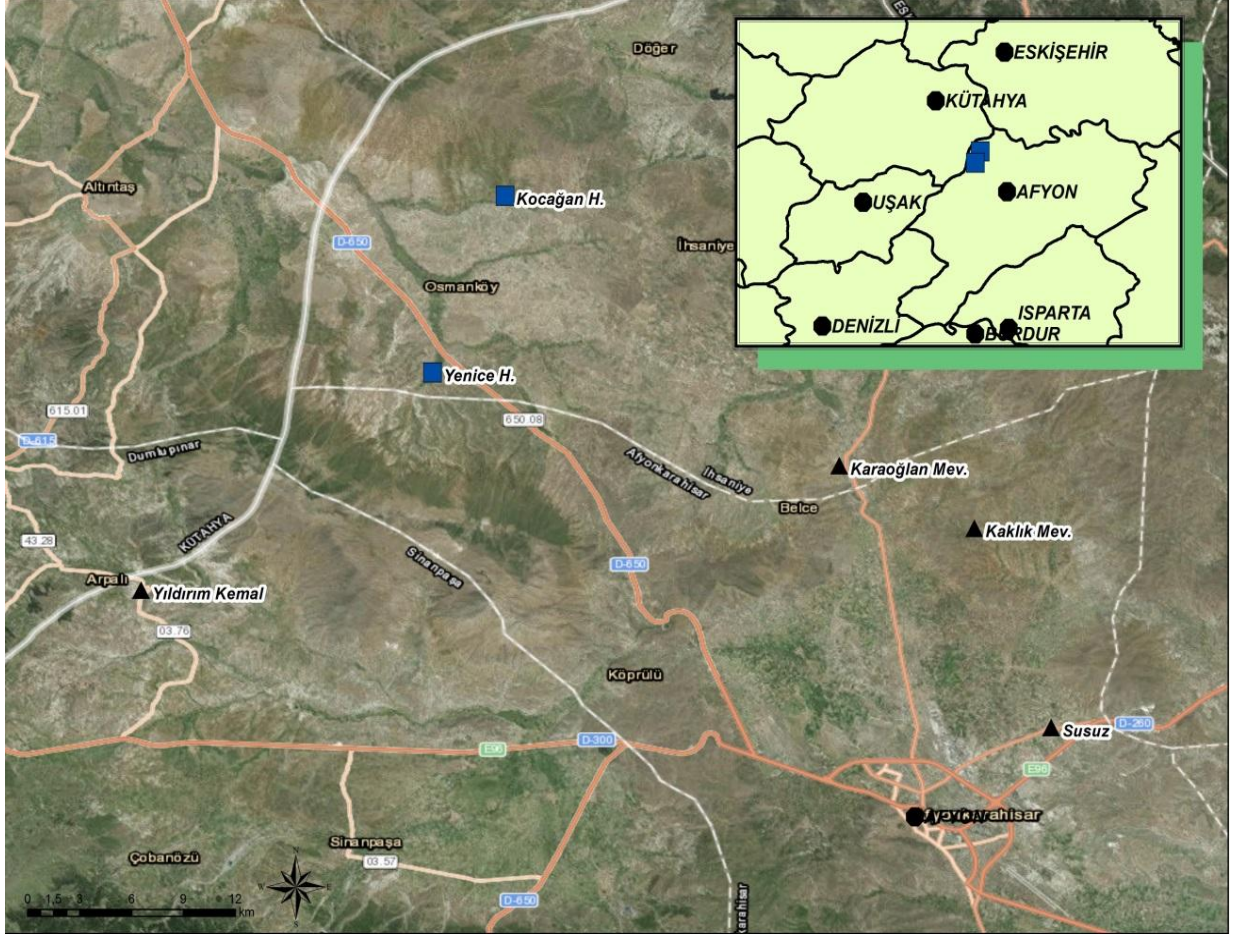 Döğer
ESKİŞEHİR
KÜTAHYA
AFYON
UŞAK
DENİZLİ
ISPARTA
BURDUR
Altıntaş
Kocağan H.
D-650
İhsaniye
Osmanköy
Yenice H.
615.01
650.08
D-615
Dumlupınar
Afyonkarahisar
Ihsaniye
Karaoğlan Mev.
Belce
KÜTAHYA
Kaklık Mev.
43.28
Sinanpaşa
D-650
Arpalı
Yıldırım Kemal
03.76
Köprülü
Susuz
D-260
D-300
E96
E96
Sinanpaşa
03.57
Çobanözü
N
W
E
S
0 1,5 3 6 9 12
km
D-650
karahisar